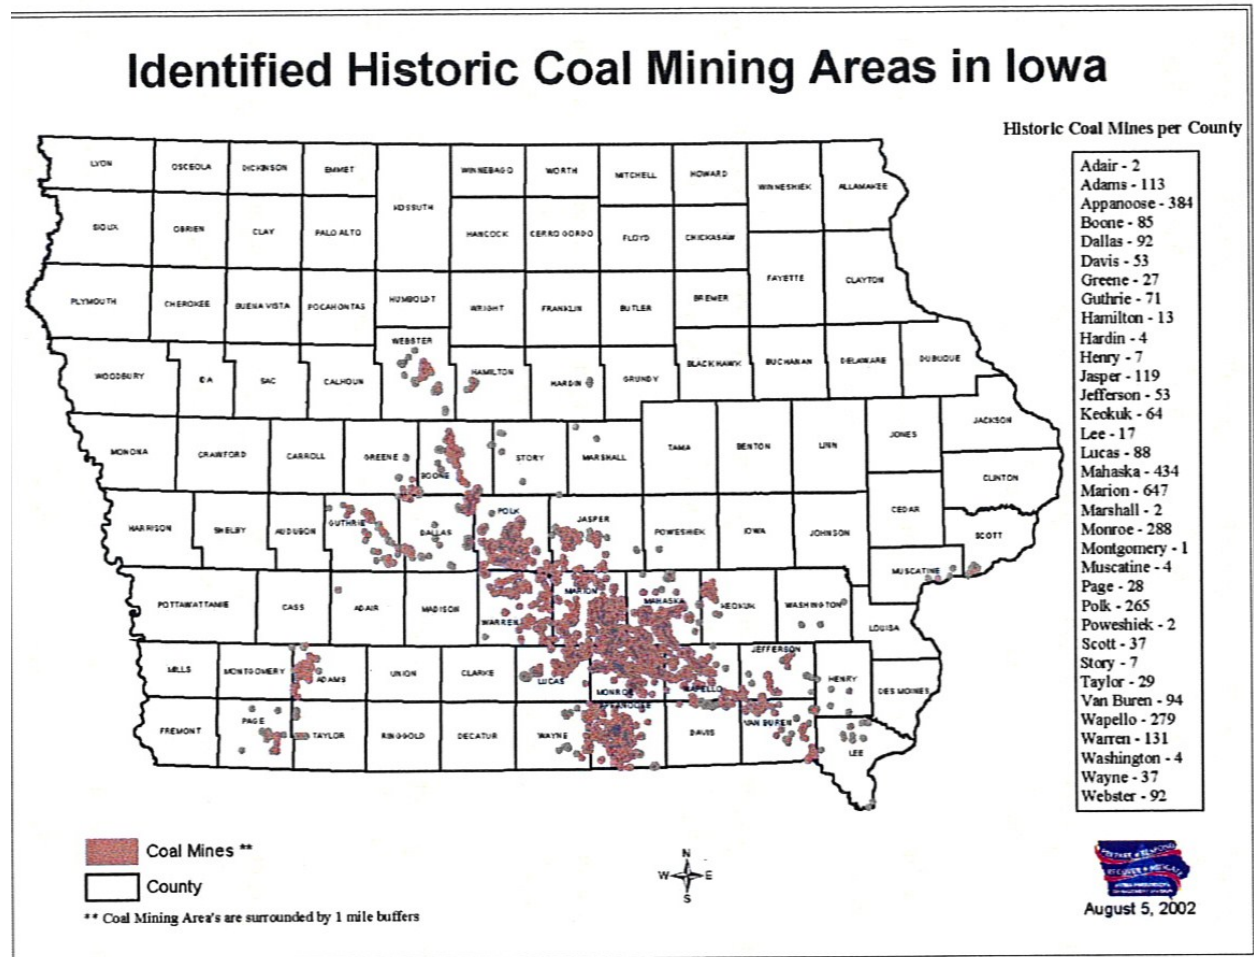 Identified Historic Coal Mining Areas in Iowa
Historic Coal Mines per County
Adair - 2
Adams - 113
Appanoose - 384
Boone - 85
Dallas - 92
Davis - 53
Greene - 27
Guthrie - 71
Hamilton - 13
Hardin - 4
Henry - 7
Jasper - 119
Jefferson - 53
Keokuk - 64
Lee - 17
Lucas - 88
Mahaska - 434
Marion - 647
Marshall - 2
Monroe - 288
Montgomery - 1
Muscatine - 4
Page - 28
Polk - 265
Poweshiek - 2
Scott - 37
Story - 7
Taylor - 29
Van Buren - 94
Wapello - 279
Warren - 131
Washington - 4
Wayne - 37
Webster - 92
LYON OSCEOLA DICKINSON EMMET KOSSUTH WINNEBAGO WORTH MITCHELL HOWARD WINNESHIEK ALLAMAKEE
SIOUX OBRIEN CLAY PALO ALTO HANCOCK CERRO GORDO FLOYD CHICKASAW FAYETTE CLAYTON
PLYMOUTH CHEROKEE BUENA VISTA POCAHONTAS HUMBOLDT WRIGHT FRANKLIN BUTLER BREMER
WOODBURY IDA SAC CALHOUN WEBSTER HAMILTON HARDIN GRUNDY BLACK HAWK BUCHANAN DELAWARE DUBUQUE
MONONA CRAWFORD CARROLL GREENE BOONE STORY MARSHALL TAMA BENTON LINN JONES JACKSON
CLINTON
HARRISON SHELBY AUDUBON GUTHRIE DALLAS POLK JASPER POWESHIEK IOWA JOHNSON CEDAR SCOTT
MUSCATINE
POTTAWATTAMIE CASS ADAIR MADISON WARREN MARION MAHASKA KEOKUK WASHINGTON LOUISA
MILLS MONTGOMERY ADAMS UNION CLARKE LUCAS MONROE WAPELLO JEFFERSON HENRY DES MOINES
FREMONT PAGE TAYLOR RINGGOLD DECATUR WAYNE APPANOOSE DAVIS VAN BUREN LEE
Coal Mines **
County
** Coal Mining Area's are surrounded by 1 mile buffers
N
W E
S
August 5, 2002